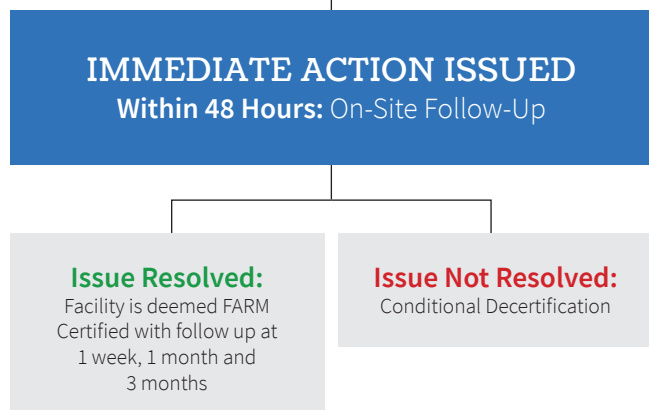 IMMEDIATE ACTION ISSUED
Within 48 Hours: On-Site Follow-Up
Issue Resolved:
Facility is deemed FARM
Certified with follow up at
1 week, 1 month and
3 months
Issue Not Resolved:
Conditional Decertification